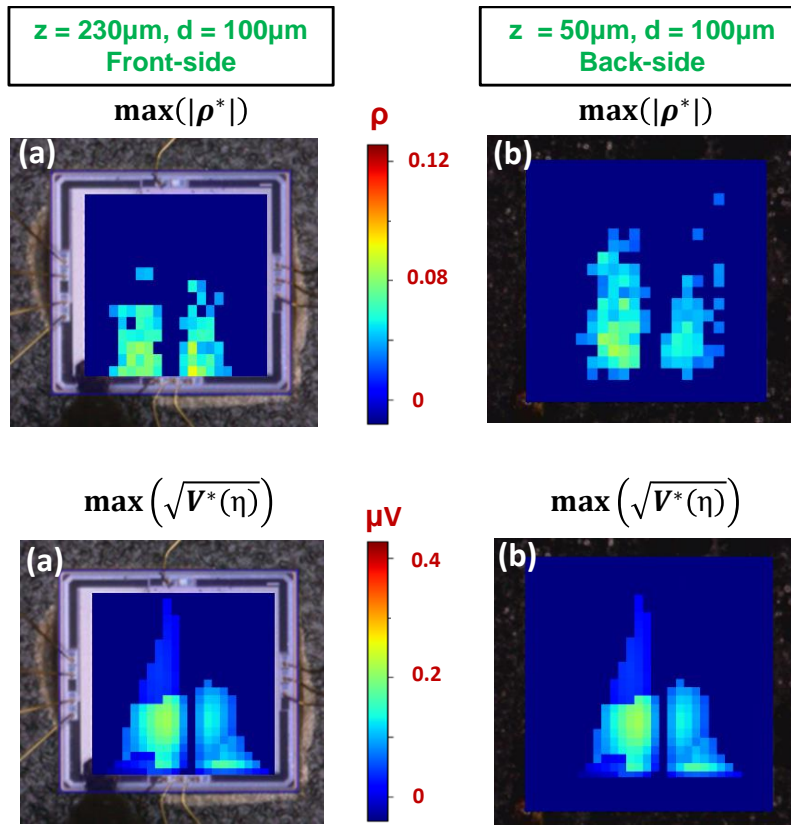 z = 230µm, d = 100µm
Front-side
z = 50µm, d = 100µm
Back-side
max(|ρ*|)
ρ
max(|ρ*|)
(a)
(b)
0.12
0.08
0
max(√V*(η))
µV
max(√V*(η))
(a)
(b)
0.4
0.2
0